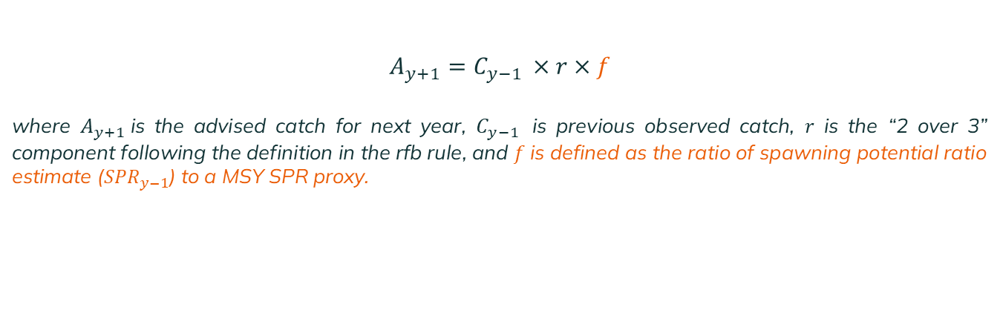 A_{y+1} = C_{y−1} × r × f
where A_{y+1} is the advised catch for next year, C_{y−1} is previous observed catch, r is the “2 over 3”
component following the definition in the rfb rule, and f is defined as the ratio of spawning potential ratio
estimate (SPR_{y−1}) to a MSY SPR proxy.